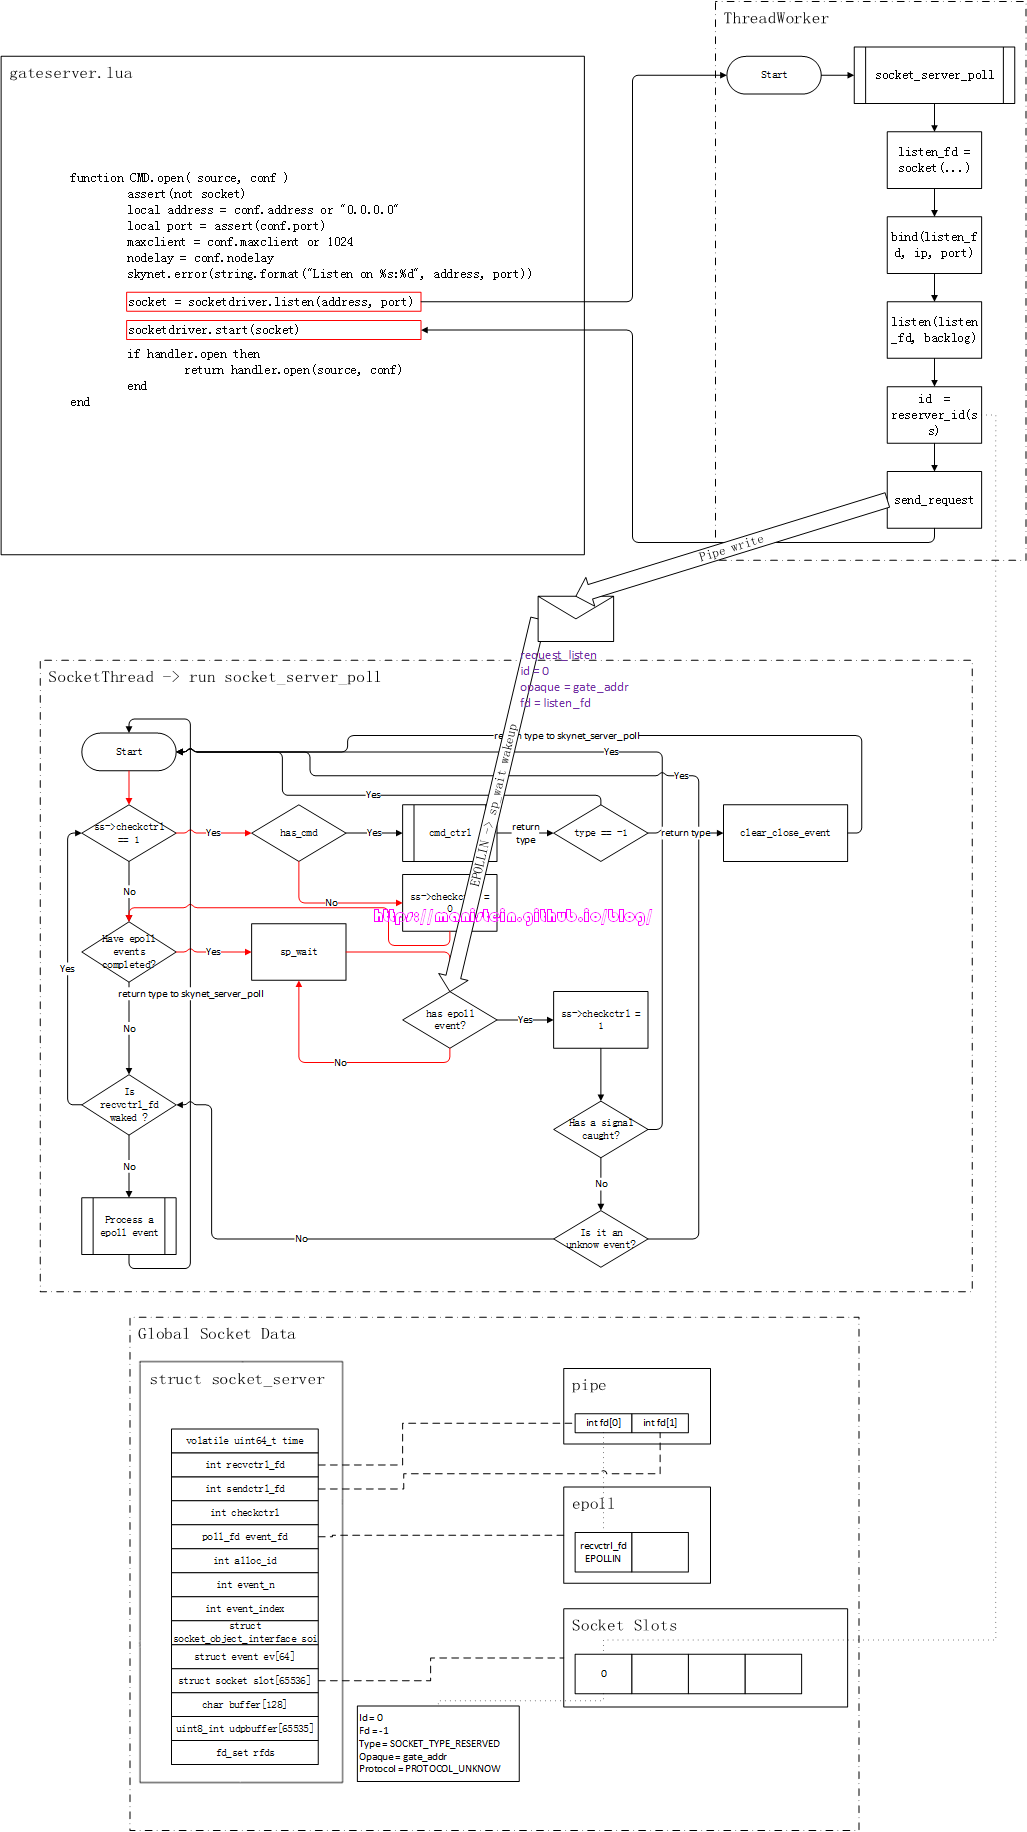 ThreadWorker
Start
socket_server_poll
listen_fd =
socket(...)
bind(listen_f
d, ip, port)
listen(listen
_fd, backlog)
id =
reserver_id(s
s)
send_request
gateserver.lua
function CMD.open( source, conf )
assert(not socket)
local address = conf.address or "0.0.0.0"
local port = assert(conf.port)
maxclient = conf.maxclient or 1024
nodelay = conf.nodelay
skynet.error(string.format("Listen on %s:%d", address, port))
socket = socketdriver.listen(address, port)
socketdriver.start(socket)
if handler.open then
return handler.open(source, conf)
end
end
Pipe write
request_listen
id = 0
opaque = gate_addr
fd = listen_fd
EPOLLIN -> sp_wait wakeup
SocketThread -> run socket_server_poll
return type to skynet_server_poll
Start
Yes
Yes
Yes
ss->checkctrl
== 1
Yes
has_cmd
Yes
cmd_ctrl
return
type
type == -1
return type
clear_close_event
No
No
ss->checkctrl =
0
https://manistein.github.io/blog/
Have epoll
events
completed?
Yes
sp_wait
Yes
return type to skynet_server_poll
No
has epoll
event?
Yes
ss->checkctrl =
1
No
Is
recvctrl_fd
waked ?
Has a signal
caught?
No
No
Process a
epoll event
No
Is it an
unknow event?
Global Socket Data
struct socket_server
volatile uint64_t time
int recvctrl_fd
int sendctrl_fd
int checkctrl
poll_fd event_fd
int alloc_id
int event_n
int event_index
struct
socket_object_interface soi
struct event ev[64]
struct socket slot[65536]
char buffer[128]
uint8_int udpbuffer[65535]
fd_set rfds
pipe
int fd[0]
int fd[1]
epoll
recvctrl_fd
EPOLLIN
Socket Slots
0
Id = 0
Fd = -1
Type = SOCKET_TYPE_RESERVED
Opaque = gate_addr
Protocol = PROTOCOL_UNKNOW